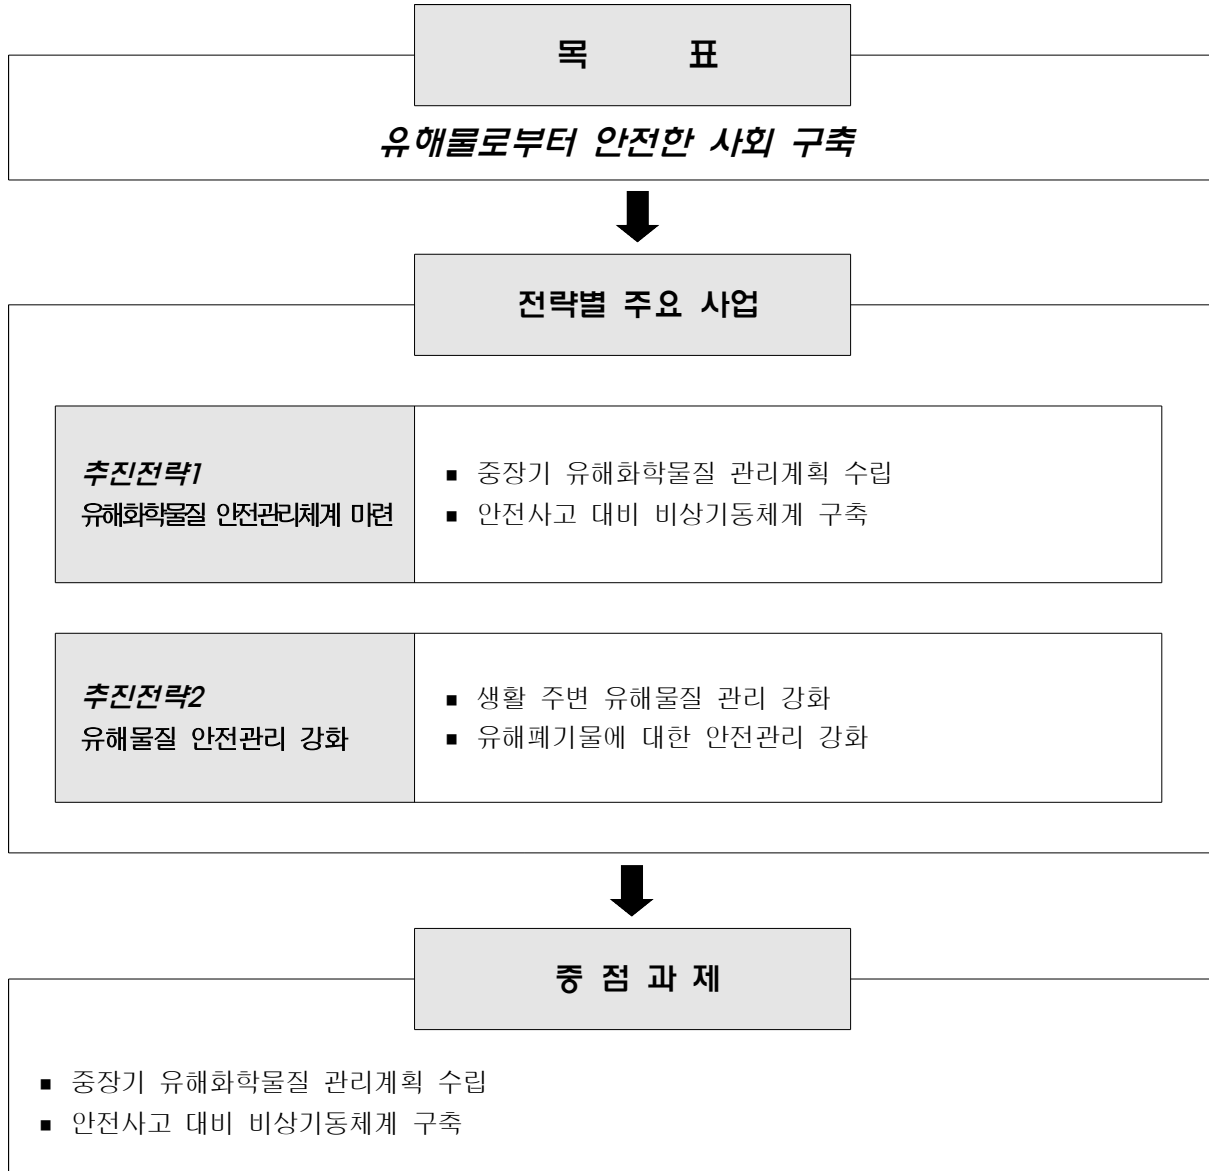 목 표
유해물로부터 안전한 사회 구축
전략별 주요 사업
추진전략1
유해화학물질 안전관리체계 마련
■ 중장기 유해화학물질 관리계획 수립
■ 안전사고 대비 비상기동체계 구축
추진전략2
유해물질 안전관리 강화
■ 생활 주변 유해물질 관리 강화
■ 유해폐기물에 대한 안전관리 강화
중 점 과 제
■ 중장기 유해화학물질 관리계획 수립
■ 안전사고 대비 비상기동체계 구축